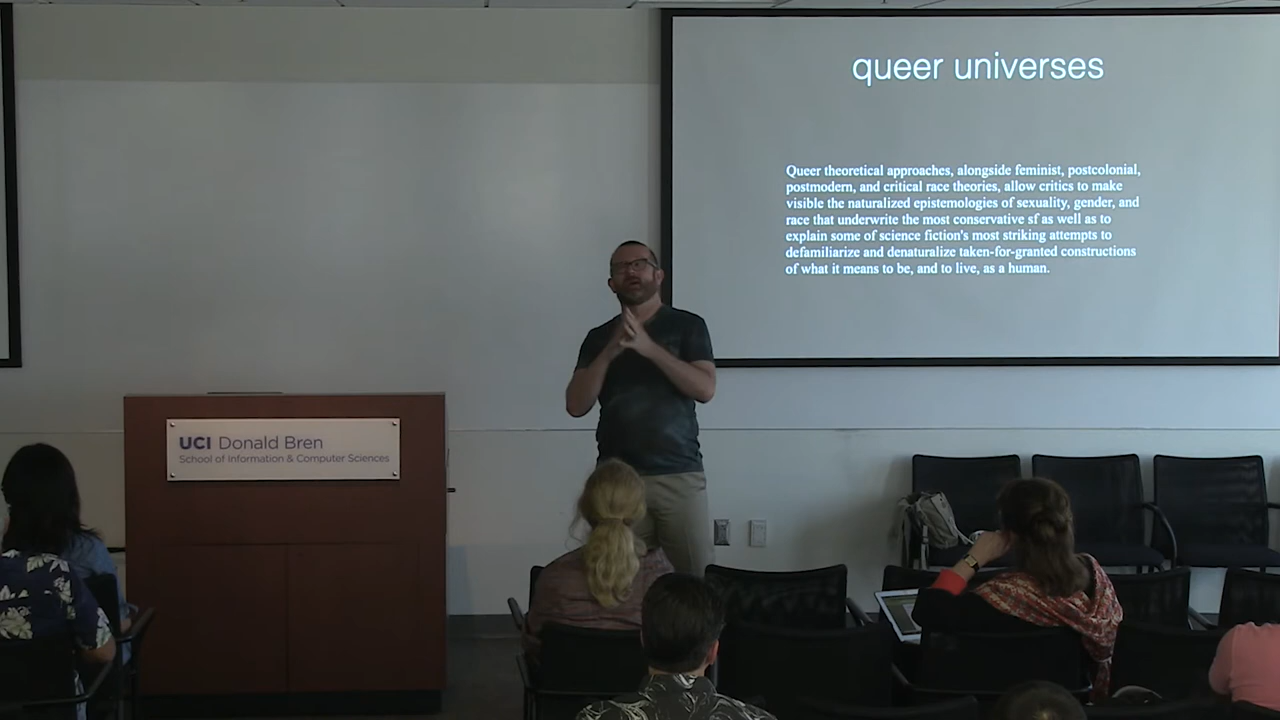 queer universes
Queer theoretical approaches, alongside feminist, postcolonial,
postmodern, and critical race theories, allow critics to make
visible the naturalized epistemologies of sexuality, gender, and
race that underwrite the most conservative sf as well as to
explain some of science fiction's most striking attempts to
defamiliarize and denaturalize taken-for-granted constructions
of what it means to be, and to live, as a human.
UCI Donald Bren
School of Information & Computer Sciences